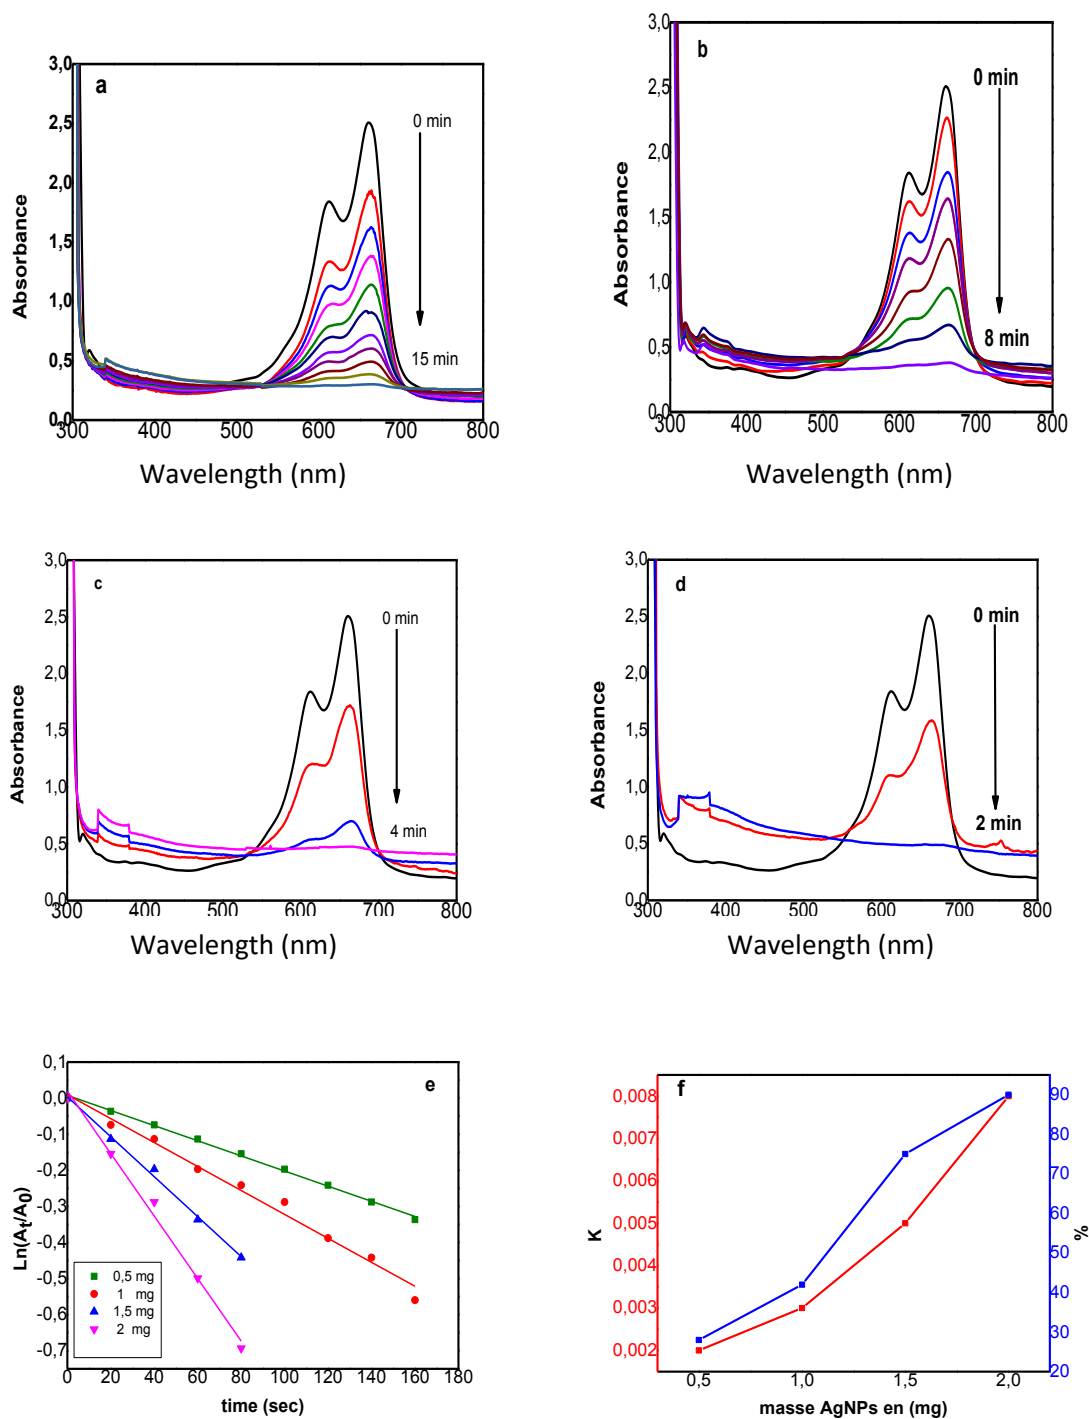 a
3,0
2,5
2,0
1,5
1,0
0,5
0,0
Absorbance
0 min
15 min
300 400 500 600 700 800
Wavelength (nm)
b
3,0
2,5
2,0
1,5
1,0
0,5
0,0
Absorbance
0 min
8 min
300 400 500 600 700 800
Wavelength (nm)
c
3,0
2,5
2,0
1,5
1,0
0,5
0,0
Absorbance
0 min
4 min
300 400 500 600 700 800
Wavelength (nm)
d
3,0
2,5
2,0
1,5
1,0
0,5
0,0
Absorbance
0 min
2 min
300 400 500 600 700 800
Wavelength (nm)
e
0,1
0,0
-0,1
-0,2
-0,3
-0,4
-0,5
-0,6
-0,7
Ln(At/A0)
0,5 mg
1 mg
1,5 mg
2 mg
0 20 40 60 80 100 120 140 160 180
time (sec)
f
0,008
0,007
0,006
0,005
0,004
0,003
0,002
K
90
80
70
60
50
40
30
20
%
0,5 1,0 1,5 2,0
masse AgNPs en (mg)